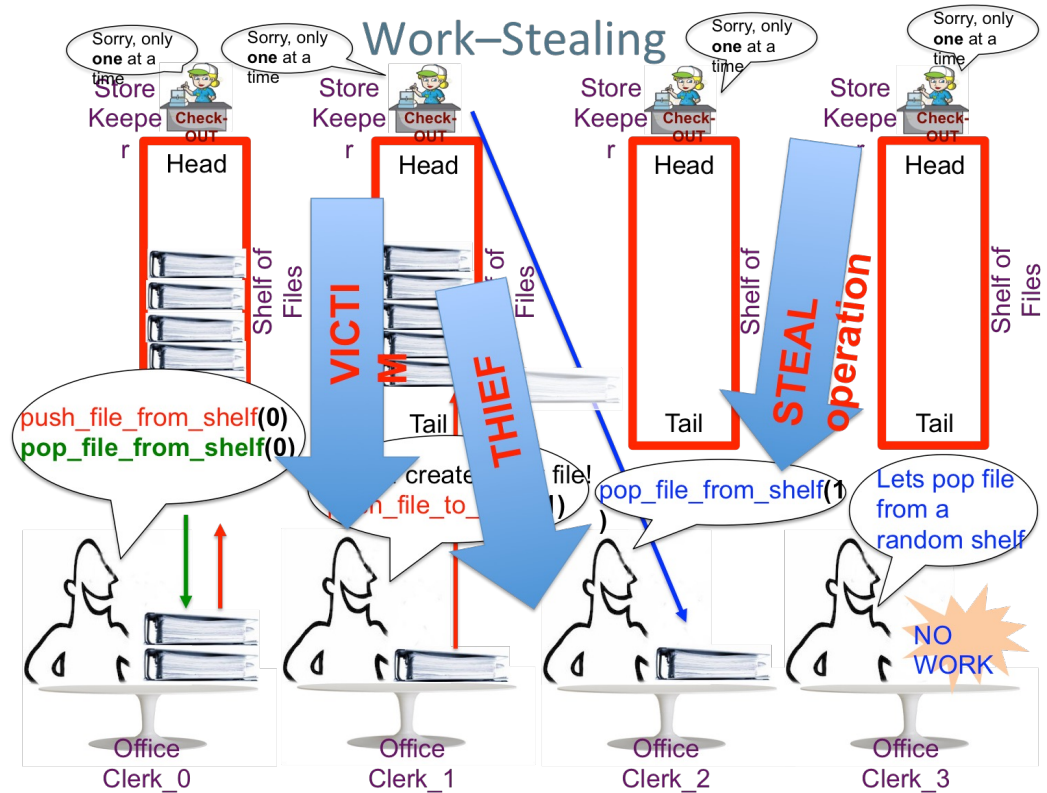 Work–Stealing
Sorry, only
one at a
time
Sorry, only
one at a
time
Sorry, only
one at a
time
Sorry, only
one at a
time
Store
Keepe
r
Check-
OUT
Store
Keepe
r
Check-
OUT
Store
Keepe
r
Check-
OUT
Store
Keepe
r
Check-
OUT
Head
Head
Head
Head
Shelf of
Files
of
Files
Shelf of
Files
Shelf of
Files
VICTI
M
THIEF
STEAL
operation
Tail
Tail
Tail
push_file_from_shelf(0)
pop_file_from_shelf(0)
create file!
pop_file_from_shelf(1
)
Lets pop file
from a
random shelf
NO
WORK
Office
Clerk_0
Office
Clerk_1
Office
Clerk_2
Office
Clerk_3